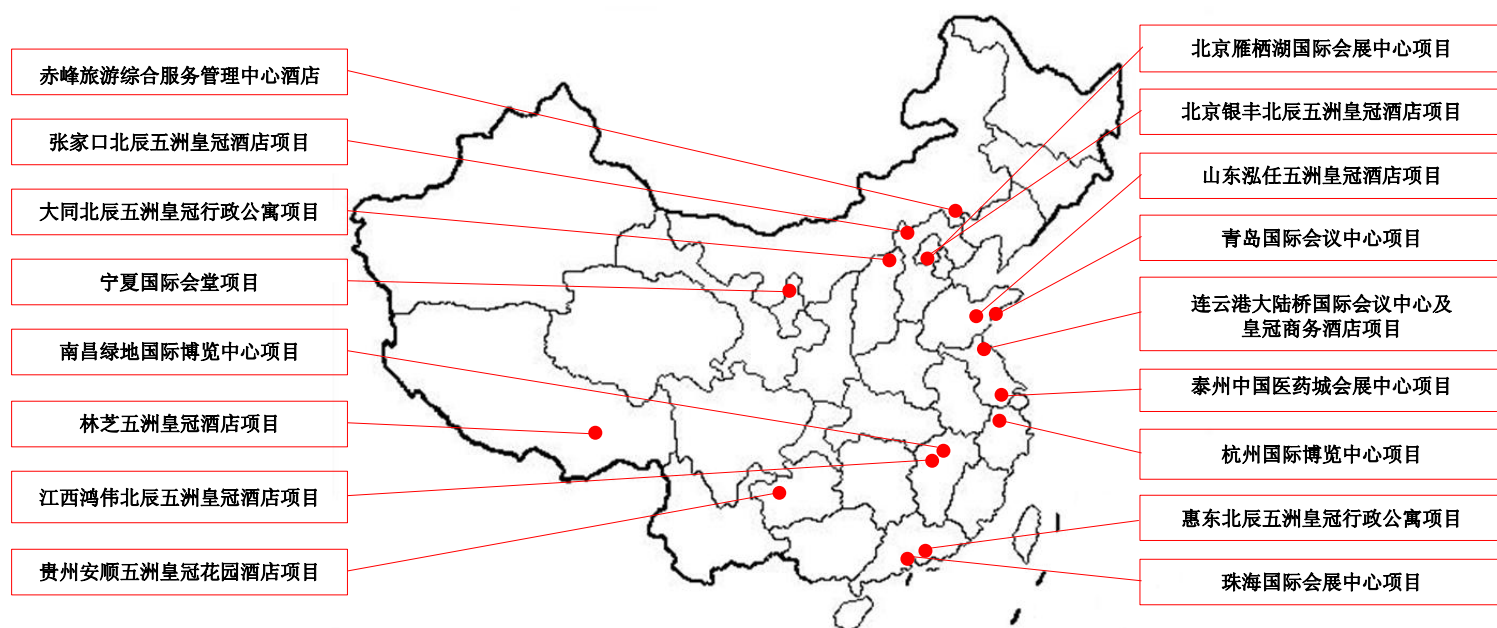 赤峰旅游综合服务管理中心酒店
张家口北辰五洲皇冠酒店项目
大同北辰五洲皇冠行政公寓项目
宁夏国际会堂项目
南昌绿地国际博览中心项目
林芝五洲皇冠酒店项目
江西鸿伟北辰五洲皇冠酒店项目
贵州安顺五洲皇冠花园酒店项目
北京雁栖湖国际会展中心项目
北京银丰北辰五洲皇冠酒店项目
山东泓任五洲皇冠酒店项目
青岛国际会议中心项目
连云港大陆桥国际会议中心及
皇冠商务酒店项目
泰州中国医药城会展中心项目
杭州国际博览中心项目
惠东北辰五洲皇冠行政公寓项目
珠海国际会展中心项目